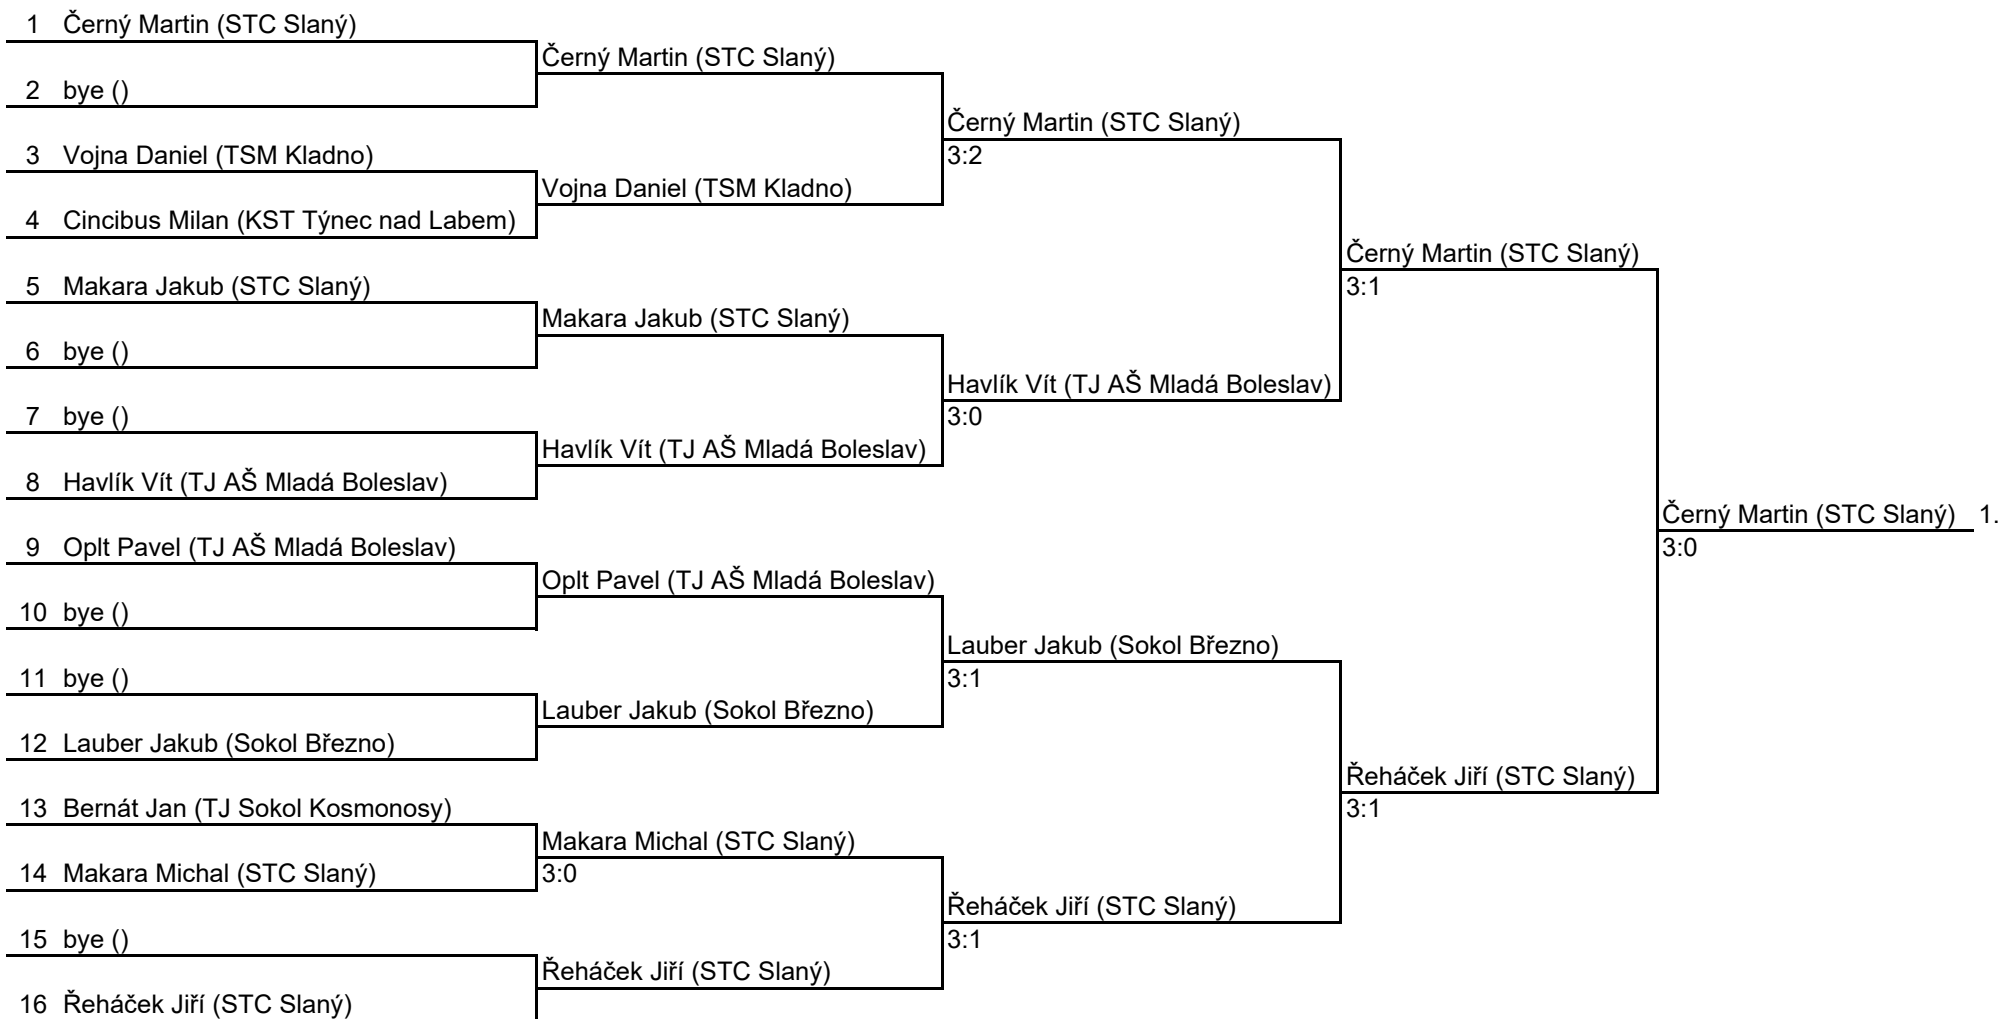 1 Černý Martin (STC Slaný)
Černý Martin (STC Slaný)
2 bye ()
Černý Martin (STC Slaný)
3 Vojna Daniel (TSM Kladno)
3:2
Vojna Daniel (TSM Kladno)
4 Cincibus Milan (KST Týnec nad Labem)
Černý Martin (STC Slaný)
5 Makara Jakub (STC Slaný)
3:1
Makara Jakub (STC Slaný)
6 bye ()
Havlík Vít (TJ AŠ Mladá Boleslav)
7 bye ()
3:0
Havlík Vít (TJ AŠ Mladá Boleslav)
8 Havlík Vít (TJ AŠ Mladá Boleslav)
Černý Martin (STC Slaný) 1.
9 Oplt Pavel (TJ AŠ Mladá Boleslav)
3:0
Oplt Pavel (TJ AŠ Mladá Boleslav)
10 bye ()
Lauber Jakub (Sokol Březno)
11 bye ()
3:1
Lauber Jakub (Sokol Březno)
12 Lauber Jakub (Sokol Březno)
Řeháček Jiří (STC Slaný)
13 Bernát Jan (TJ Sokol Kosmonosy)
3:1
Makara Michal (STC Slaný)
14 Makara Michal (STC Slaný)
3:0
Řeháček Jiří (STC Slaný)
15 bye ()
3:1
Řeháček Jiří (STC Slaný)
16 Řeháček Jiří (STC Slaný)